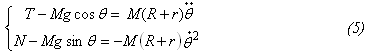 T − Mg cos θ = M(R + r)θ̈
N − Mg sin θ = −M(R + r)θ̇² (5)